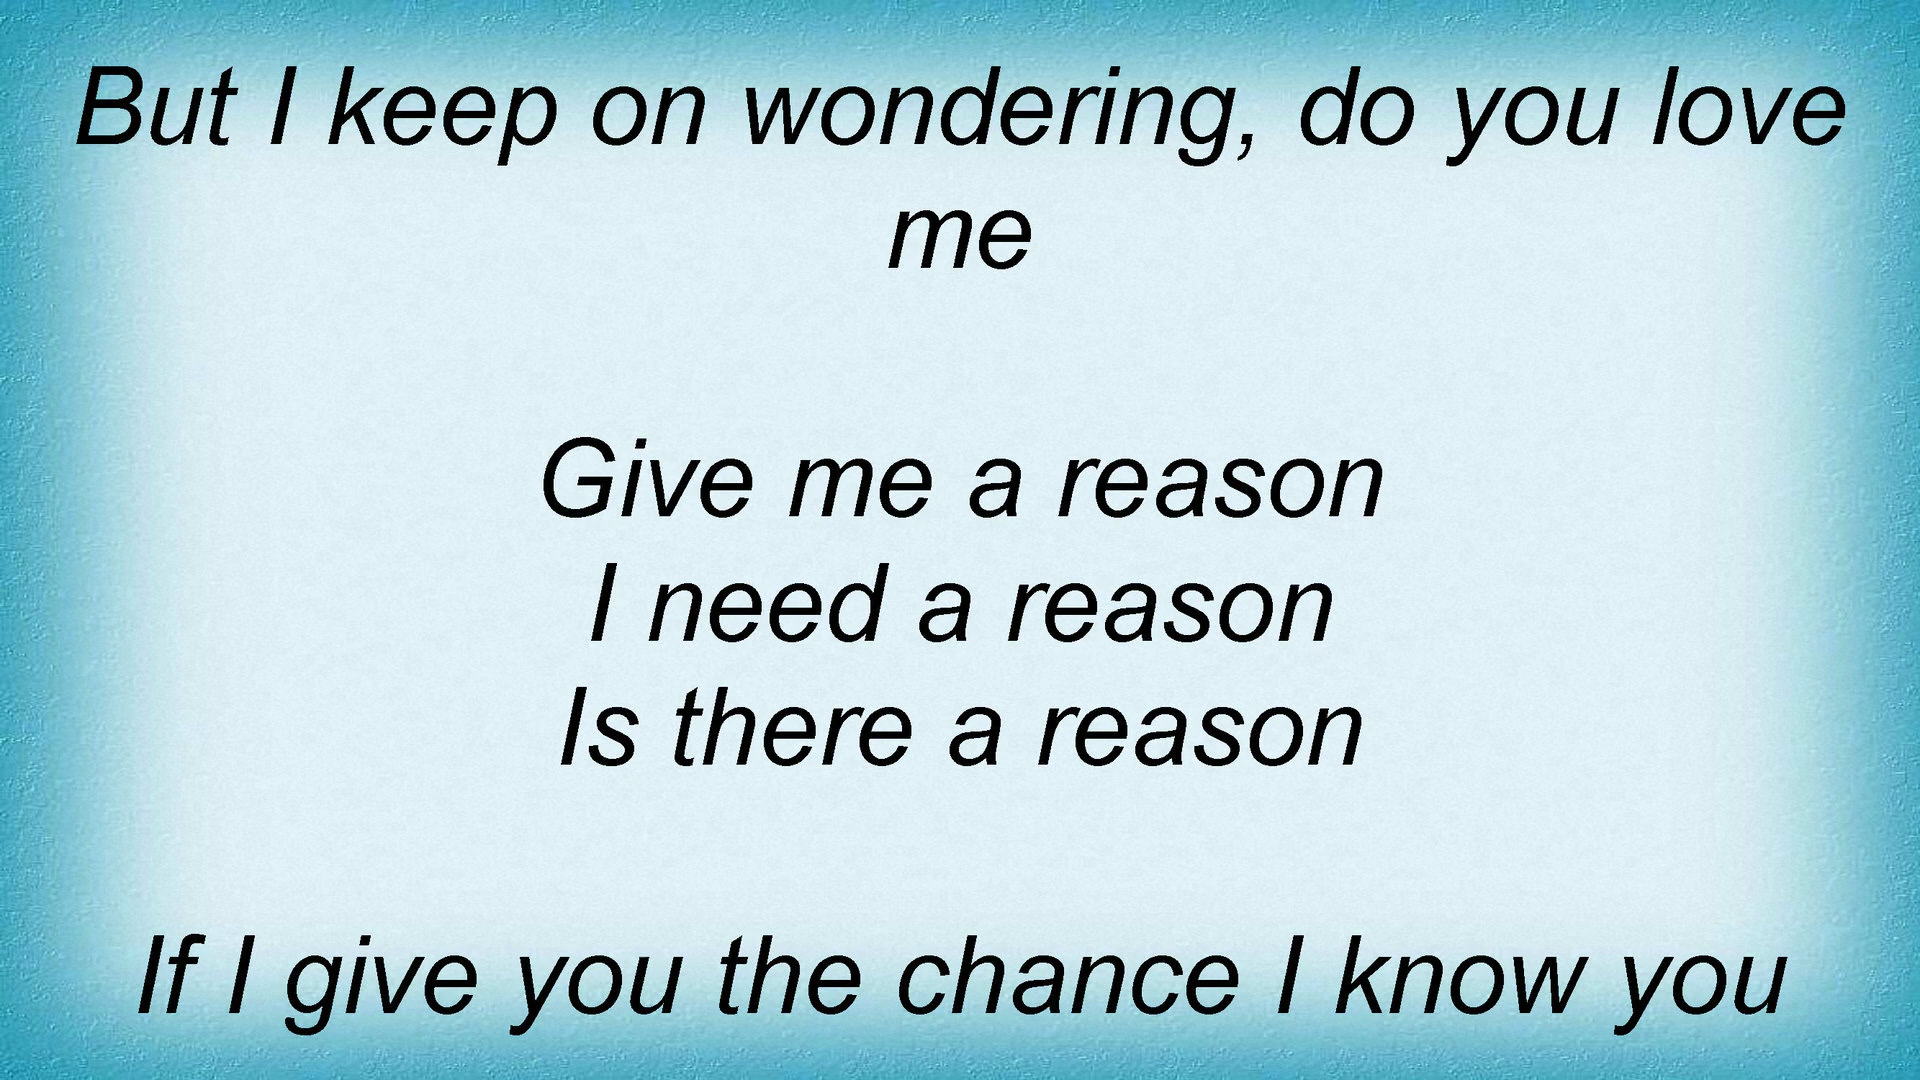 But I keep on wondering, do you love
me
Give me a reason
I need a reason
Is there a reason
If I give you the chance I know you